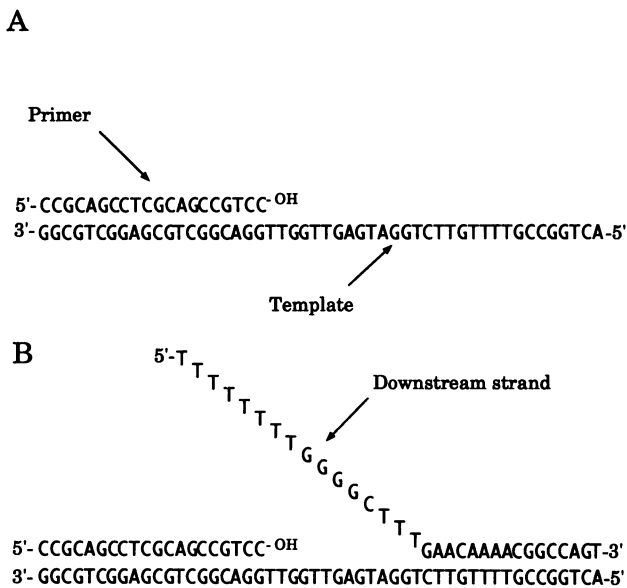 A
Primer
5'- CCGCAGCCTCGCAGCCGTCC-OH
3'- GGCGTCGGAGCGTCGGCAGGTTGGTTGAGTAGGTCTTGTTTTGCCGGTCA-5'
Template
B
5'-TTTTTTTTGGGGCTTT
Downstream strand
5'- CCGCAGCCTCGCAGCCGTCC-OH GAACAAAACGGCCAGT-3'
3'- GGCGTCGGAGCGTCGGCAGGTTGGTTGAGTAGGTCTTGTTTTGCCGGTCA-5'